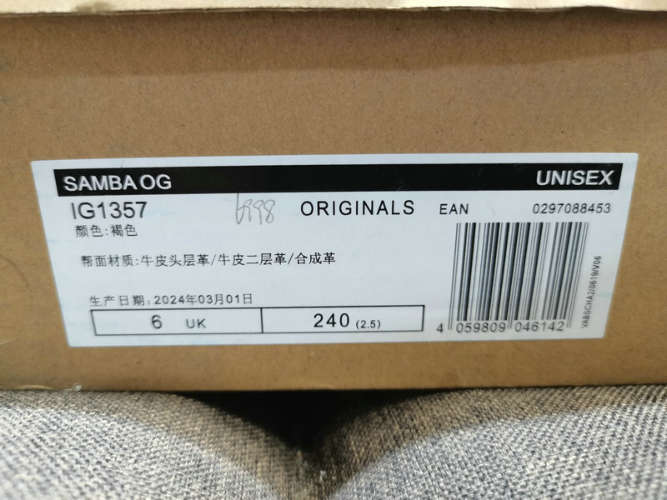 SAMBA OG UNISEX
IG1357 6998 ORIGINALS EAN 0297088453
颜色:褐色
帮面材质:牛皮头层革/牛皮二层革/合成革
生产日期:2024年03月01日
6 UK 240 (2.5)
4 059809 046142